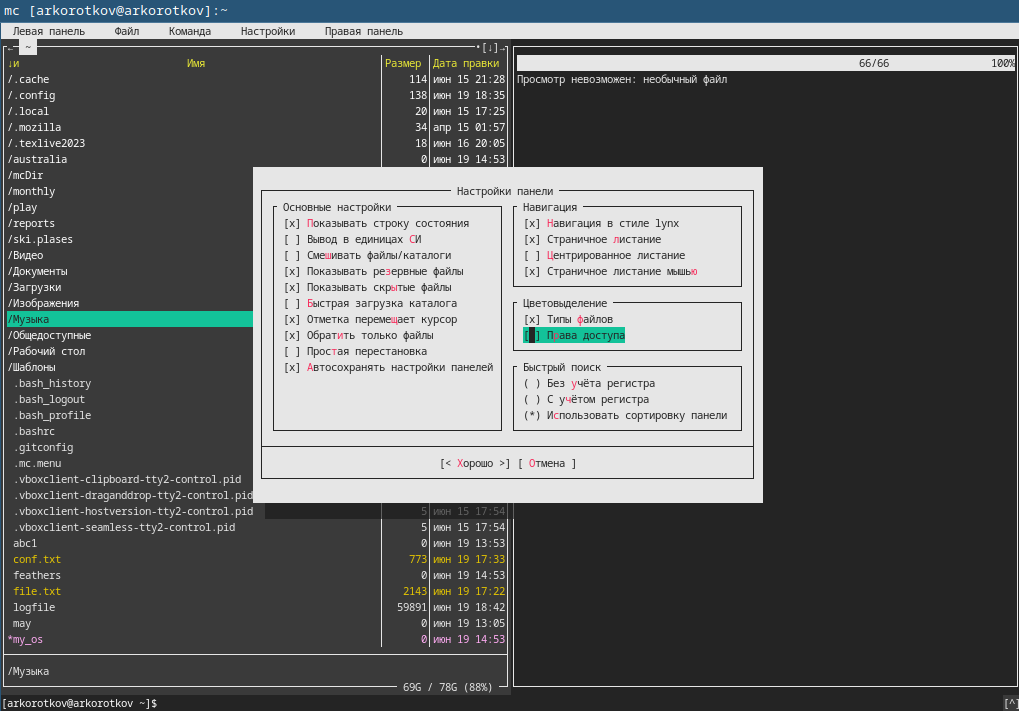 mc [arkorotkov@arkorotkov]:~
Левая панель Файл Команда Настройки Правая панель
~ [↓]
↓и Имя Размер Дата правки
/.cache 114 июн 15 21:28
/.config 138 июн 19 18:35
/.local 20 июн 15 17:25
/.mozilla 34 апр 15 01:57
/.texlive2023 18 июн 16 20:05
/australia 0 июн 19 14:53
/mcDir
/monthly
/play
/reports
/ski.plases
/Видео
/Документы
/Загрузки
/Изображения
/Музыка
/Общедоступные
/Рабочий стол
/Шаблоны
.bash_history
.bash_logout
.bash_profile
.bashrc
.gitconfig
.mc.menu
.vboxclient-clipboard-tty2-control.pid
.vboxclient-draganddrop-tty2-control.pid
.vboxclient-hostversion-tty2-control.pid 5 июн 15 17:54
.vboxclient-seamless-tty2-control.pid 5 июн 15 17:54
abc1 0 июн 19 13:53
conf.txt 773 июн 19 17:33
feathers 0 июн 19 14:53
file.txt 2143 июн 19 17:22
logfile 59891 июн 19 18:42
may 0 июн 19 13:05
*my_os 0 июн 19 14:53
/Музыка
69G / 78G (88%)
66/66 100%
Просмотр невозможен: необычный файл
Настройки панели
Основные настройки
[x] Показывать строку состояния
[ ] Вывод в единицах СИ
[ ] Смешивать файлы/каталоги
[x] Показывать резервные файлы
[x] Показывать скрытые файлы
[ ] Быстрая загрузка каталога
[x] Отметка перемещает курсор
[x] Обратить только файлы
[ ] Простая перестановка
[x] Автосохранять настройки панелей
Навигация
[x] Навигация в стиле lynx
[x] Страничное листание
[ ] Центрированное листание
[x] Страничное листание мышью
Цветовыделение
[x] Типы файлов
[ ] Права доступа
Быстрый поиск
( ) Без учёта регистра
( ) С учётом регистра
(*) Использовать сортировку панели
[< Хорошо >] [ Отмена ]
[arkorotkov@arkorotkov ~]$ [^]